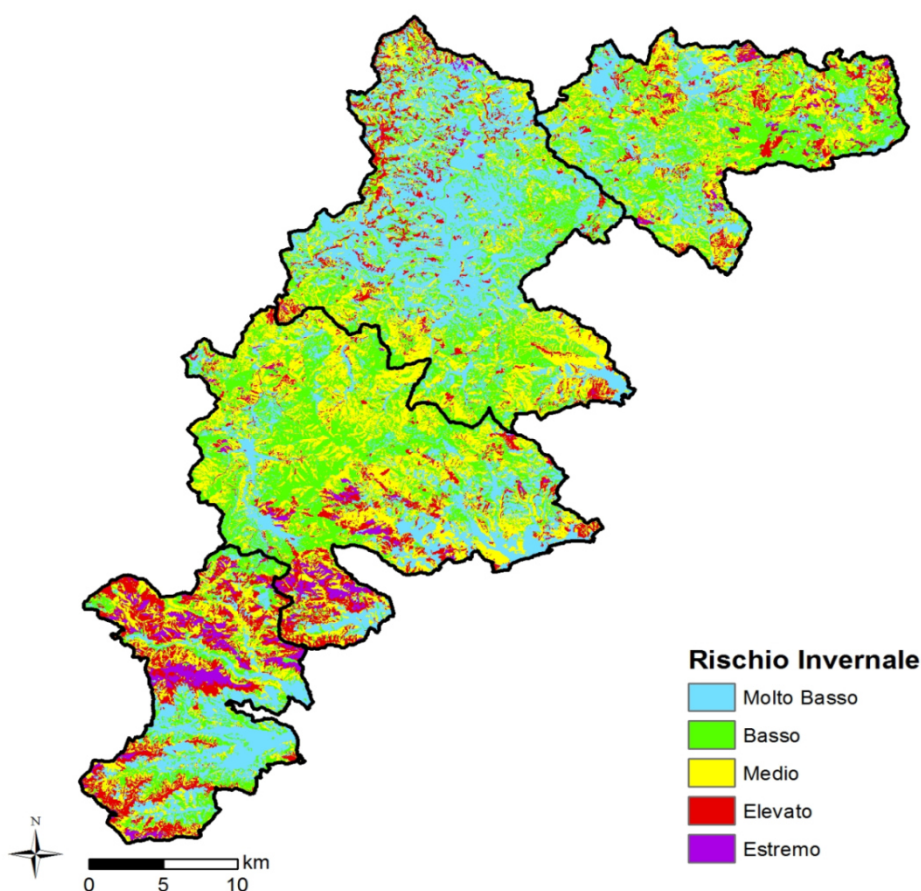 Rischio Invernale
Molto Basso
Basso
Medio
Elevato
Estremo
N
km
0 5 10